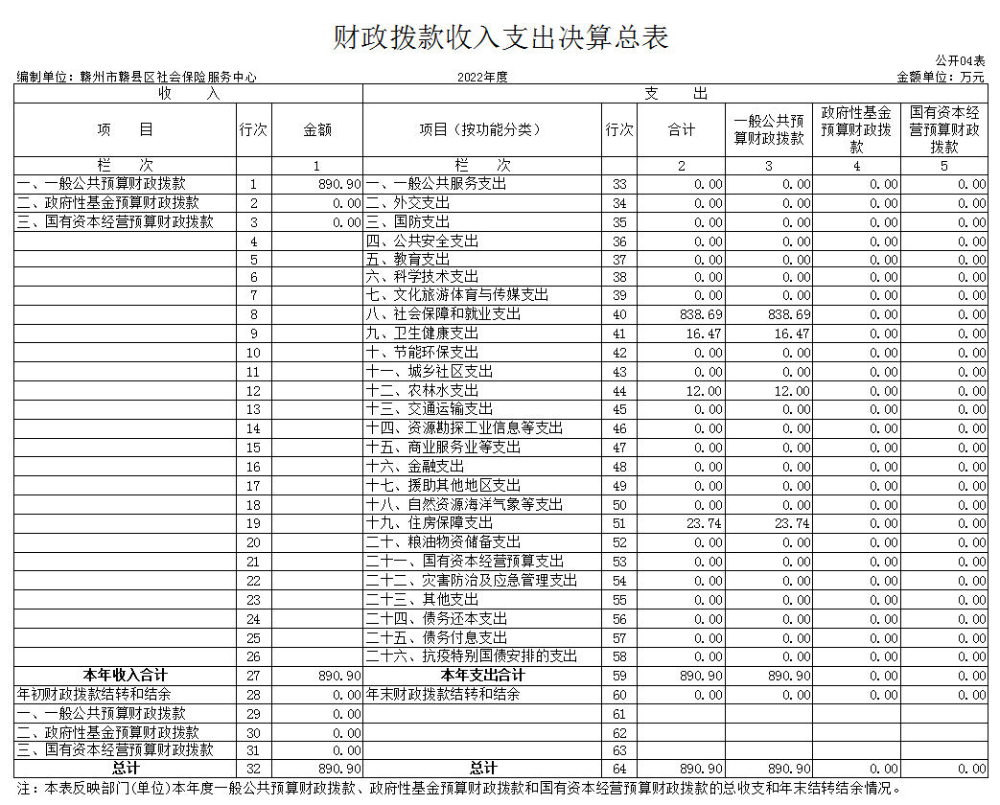 财政拨款收入支出决算总表
公开04表
编制单位：赣州市赣县区社会保险服务中心 2022年度 金额单位：万元
收 入 支 出
项 目 行次 金额 项目（按功能分类） 行次 合计 一般公共预算财政拨款 政府性基金预算财政拨款 国有资本经营预算财政拨款
栏 次 1 栏 次 2 3 4 5
一、一般公共预算财政拨款 1 890.90 一、一般公共服务支出 33 0.00 0.00 0.00 0.00
二、政府性基金预算财政拨款 2 0.00 二、外交支出 34 0.00 0.00 0.00 0.00
三、国有资本经营预算财政拨款 3 0.00 三、国防支出 35 0.00 0.00 0.00 0.00
4 四、公共安全支出 36 0.00 0.00 0.00 0.00
5 五、教育支出 37 0.00 0.00 0.00 0.00
6 六、科学技术支出 38 0.00 0.00 0.00 0.00
7 七、文化旅游体育与传媒支出 39 0.00 0.00 0.00 0.00
8 八、社会保障和就业支出 40 838.69 838.69 0.00 0.00
9 九、卫生健康支出 41 16.47 16.47 0.00 0.00
10 十、节能环保支出 42 0.00 0.00 0.00 0.00
11 十一、城乡社区支出 43 0.00 0.00 0.00 0.00
12 十二、农林水支出 44 12.00 12.00 0.00 0.00
13 十三、交通运输支出 45 0.00 0.00 0.00 0.00
14 十四、资源勘探工业信息等支出 46 0.00 0.00 0.00 0.00
15 十五、商业服务业等支出 47 0.00 0.00 0.00 0.00
16 十六、金融支出 48 0.00 0.00 0.00 0.00
17 十七、援助其他地区支出 49 0.00 0.00 0.00 0.00
18 十八、自然资源海洋气象等支出 50 0.00 0.00 0.00 0.00
19 十九、住房保障支出 51 23.74 23.74 0.00 0.00
20 二十、粮油物资储备支出 52 0.00 0.00 0.00 0.00
21 二十一、国有资本经营预算支出 53 0.00 0.00 0.00 0.00
22 二十二、灾害防治及应急管理支出 54 0.00 0.00 0.00 0.00
23 二十三、其他支出 55 0.00 0.00 0.00 0.00
24 二十四、债务还本支出 56 0.00 0.00 0.00 0.00
25 二十五、债务付息支出 57 0.00 0.00 0.00 0.00
26 二十六、抗疫特别国债安排的支出 58 0.00 0.00 0.00 0.00
本年收入合计 27 890.90 本年支出合计 59 890.90 890.90 0.00 0.00
年初财政拨款结转和结余 28 0.00 年末财政拨款结转和结余 60 0.00 0.00 0.00 0.00
一、一般公共预算财政拨款 29 0.00 61
二、政府性基金预算财政拨款 30 0.00 62
三、国有资本经营预算财政拨款 31 0.00 63
总计 32 890.90 总计 64 890.90 890.90 0.00 0.00
注：本表反映部门(单位)本年度一般公共预算财政拨款、政府性基金预算财政拨款和国有资本经营预算财政拨款的总收支和年末结转结余情况。